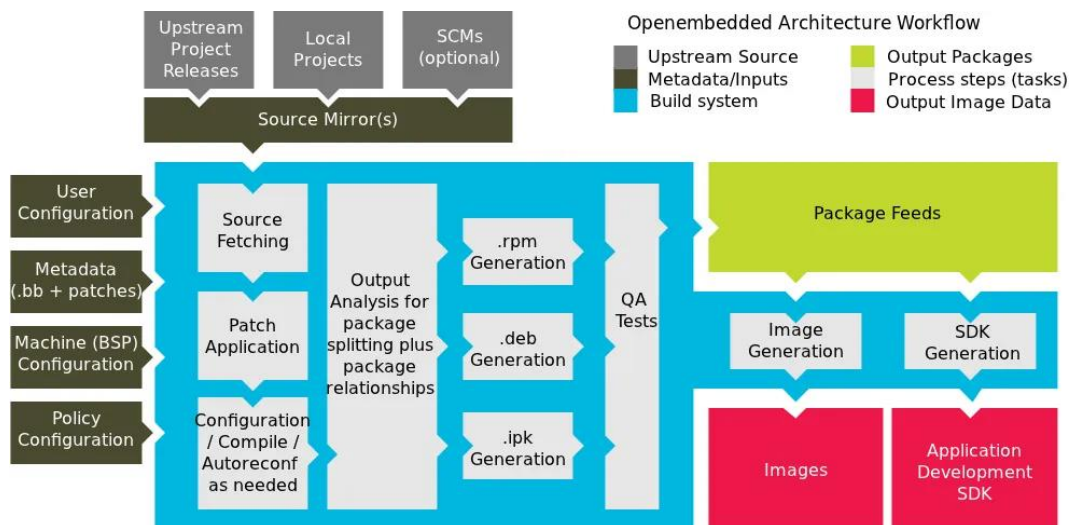 Upstream
Project
Releases
Local
Projects
SCMs
(optional)
Source Mirror(s)
Openembedded Architecture Workflow
Upstream Source
Metadata/Inputs
Build system
Output Packages
Process steps (tasks)
Output Image Data
User
Configuration
Metadata
(.bb + patches)
Machine (BSP)
Configuration
Policy
Configuration
Source
Fetching
Patch
Application
Configuration
/ Compile /
Autoreconf
as needed
Output
Analysis for
package
splitting plus
package
relationships
.rpm
Generation
.deb
Generation
.ipk
Generation
QA
Tests
Package Feeds
Image
Generation
SDK
Generation
Images
Application
Development
SDK